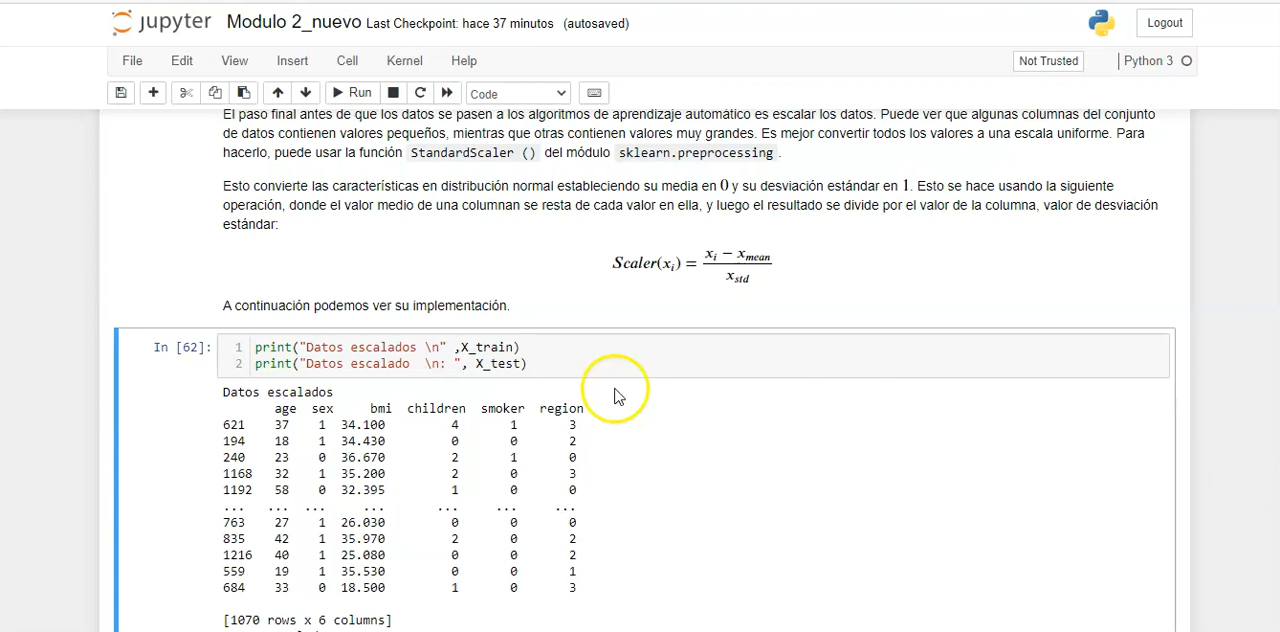 jupyter Modulo 2_nuevo Last Checkpoint: hace 37 minutos (autosaved) Logout
File Edit View Insert Cell Kernel Help Not Trusted Python 3
Run Code
El paso final antes de que los datos se pasen a los algoritmos de aprendizaje automático es escalar los datos. Puede ver que algunas columnas del conjunto
de datos contienen valores pequeños, mientras que otras contienen valores muy grandes. Es mejor convertir todos los valores a una escala uniforme. Para
hacerlo, puede usar la función StandardScaler () del módulo sklearn.preprocessing .
Esto convierte las características en distribución normal estableciendo su media en 0 y su desviación estándar en 1. Esto se hace usando la siguiente
operación, donde el valor medio de una columnan se resta de cada valor en ella, y luego el resultado se divide por el valor de la columna, valor de desviación
estándar:
Scaler(xᵢ) = xᵢ − x_mean
x_std
A continuación podemos ver su implementación.
In [62]: 1 print("Datos escalados \n" ,X_train)
2 print("Datos escalado \n: ", X_test)
Datos escalados
age sex bmi children smoker region
621 37 1 34.100 4 1 3
194 18 1 34.430 0 0 2
240 23 0 36.670 2 1 0
1168 32 1 35.200 2 0 3
1192 58 0 32.395 1 0 0
... ... ... ... ... ... ...
763 27 1 26.030 0 0 0
835 42 1 35.970 2 0 2
1216 40 1 25.080 0 0 2
559 19 1 35.530 0 0 1
684 33 0 18.500 1 0 3
[1070 rows x 6 columns]